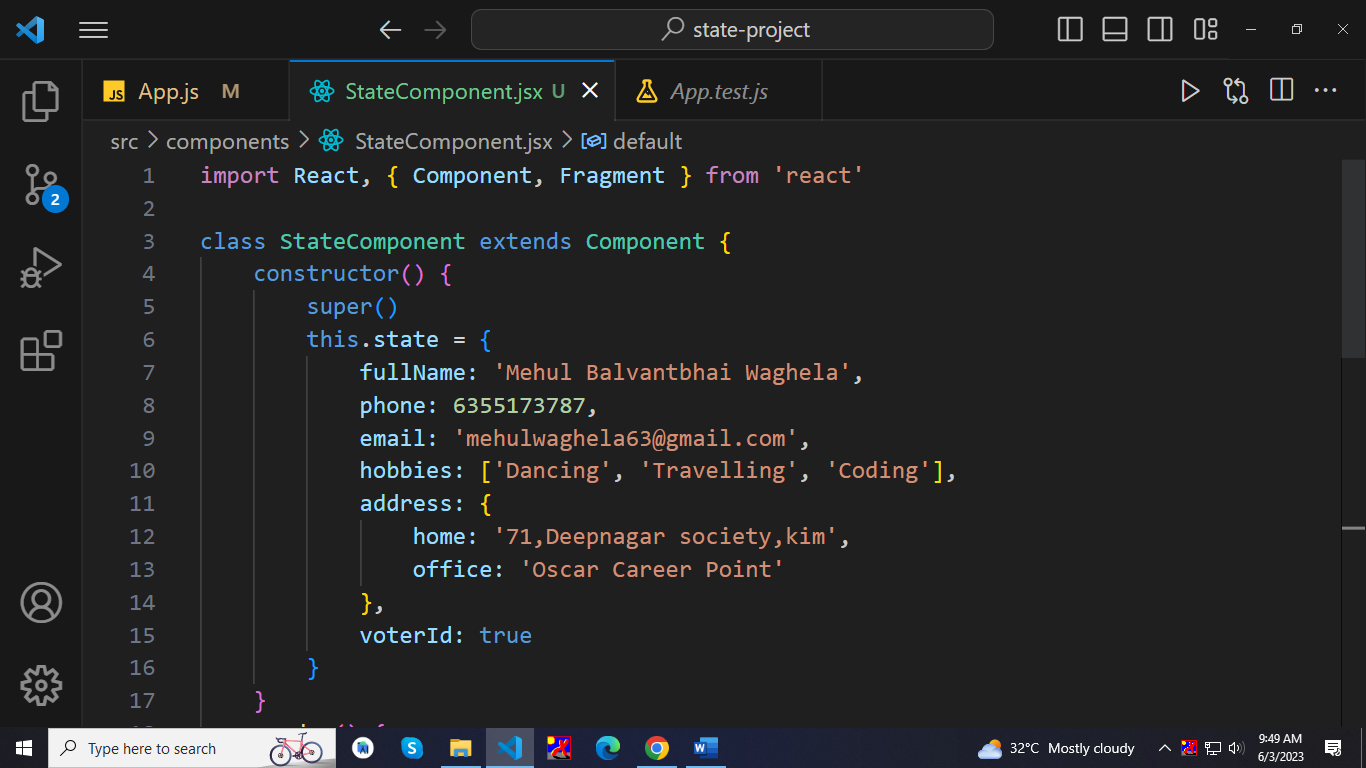 state-project
JS App.js M
StateComponent.jsx U
App.test.js
src > components > StateComponent.jsx > default
1 import React, { Component, Fragment } from 'react'
2
3 class StateComponent extends Component {
4 constructor() {
5 super()
6 this.state = {
7 fullName: 'Mehul Balvantbhai Waghela',
8 phone: 6355173787,
9 email: 'mehulwaghela63@gmail.com',
10 hobbies: ['Dancing', 'Travelling', 'Coding'],
11 address: {
12 home: '71,Deepnagar society,kim',
13 office: 'Oscar Career Point'
14 },
15 voterId: true
16 }
17 }
2
Type here to search
32°C Mostly cloudy
9:49 AM
6/3/2023